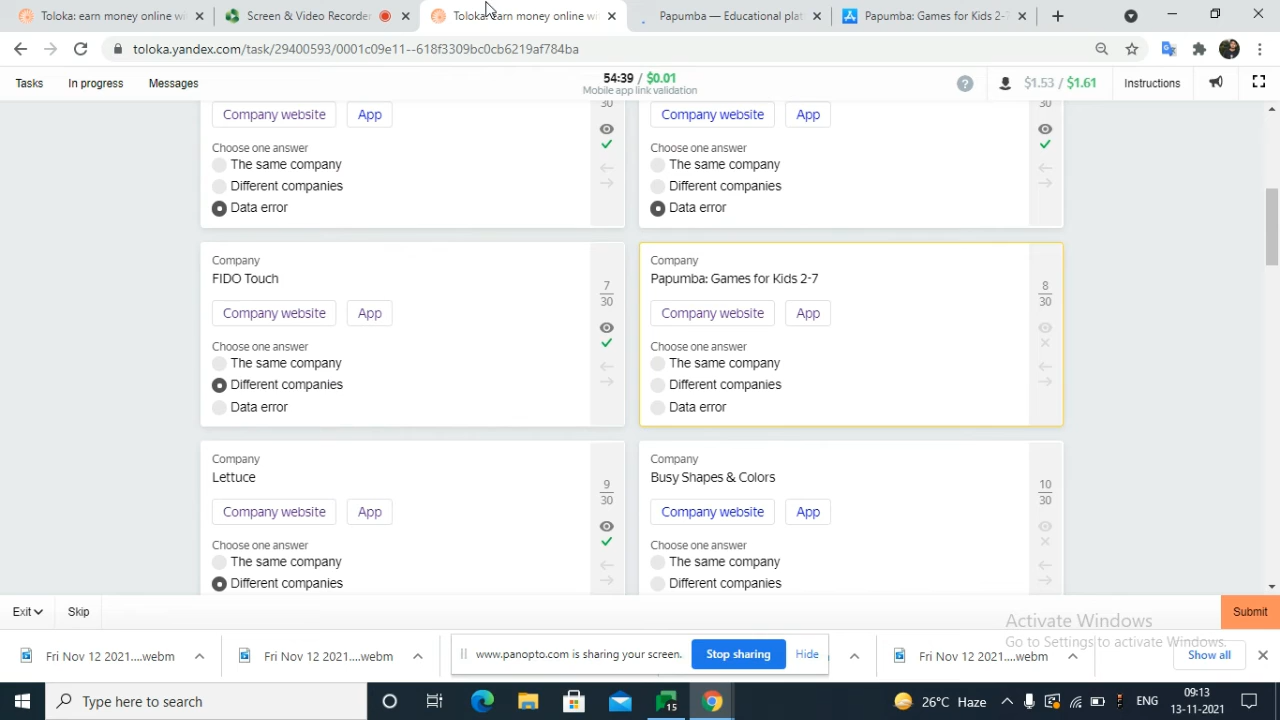 Toloka: earn money online wit
Screen & Video Recorder
Toloka: earn money online wit
Papumba — Educational plat
Papumba: Games for Kids 2-7
toloka.yandex.com/task/29400593/0001c09e11--618f3309bc0cb6219af784ba
Tasks
In progress
Messages
54:39 / $0.01
Mobile app link validation
$1.53 / $1.61
Instructions
30
Company website
App
Choose one answer
The same company
Different companies
Data error
30
Company website
App
Choose one answer
The same company
Different companies
Data error
Company
FIDO Touch
Company website
App
Choose one answer
The same company
Different companies
Data error
7
30
Company
Papumba: Games for Kids 2-7
Company website
App
Choose one answer
The same company
Different companies
Data error
8
30
Company
Lettuce
Company website
App
Choose one answer
The same company
Different companies
9
30
Company
Busy Shapes & Colors
Company website
App
Choose one answer
The same company
Different companies
10
30
Exit
Skip
Submit
Activate Windows
Go to Settings to activate Windows.
Fri Nov 12 2021....webm
Fri Nov 12 2021....webm
www.panopto.com is sharing your screen.
Stop sharing
Hide
Fri Nov 12 2021....webm
Show all
Type here to search
15
26°C Haze
ENG
09:13
13-11-2021